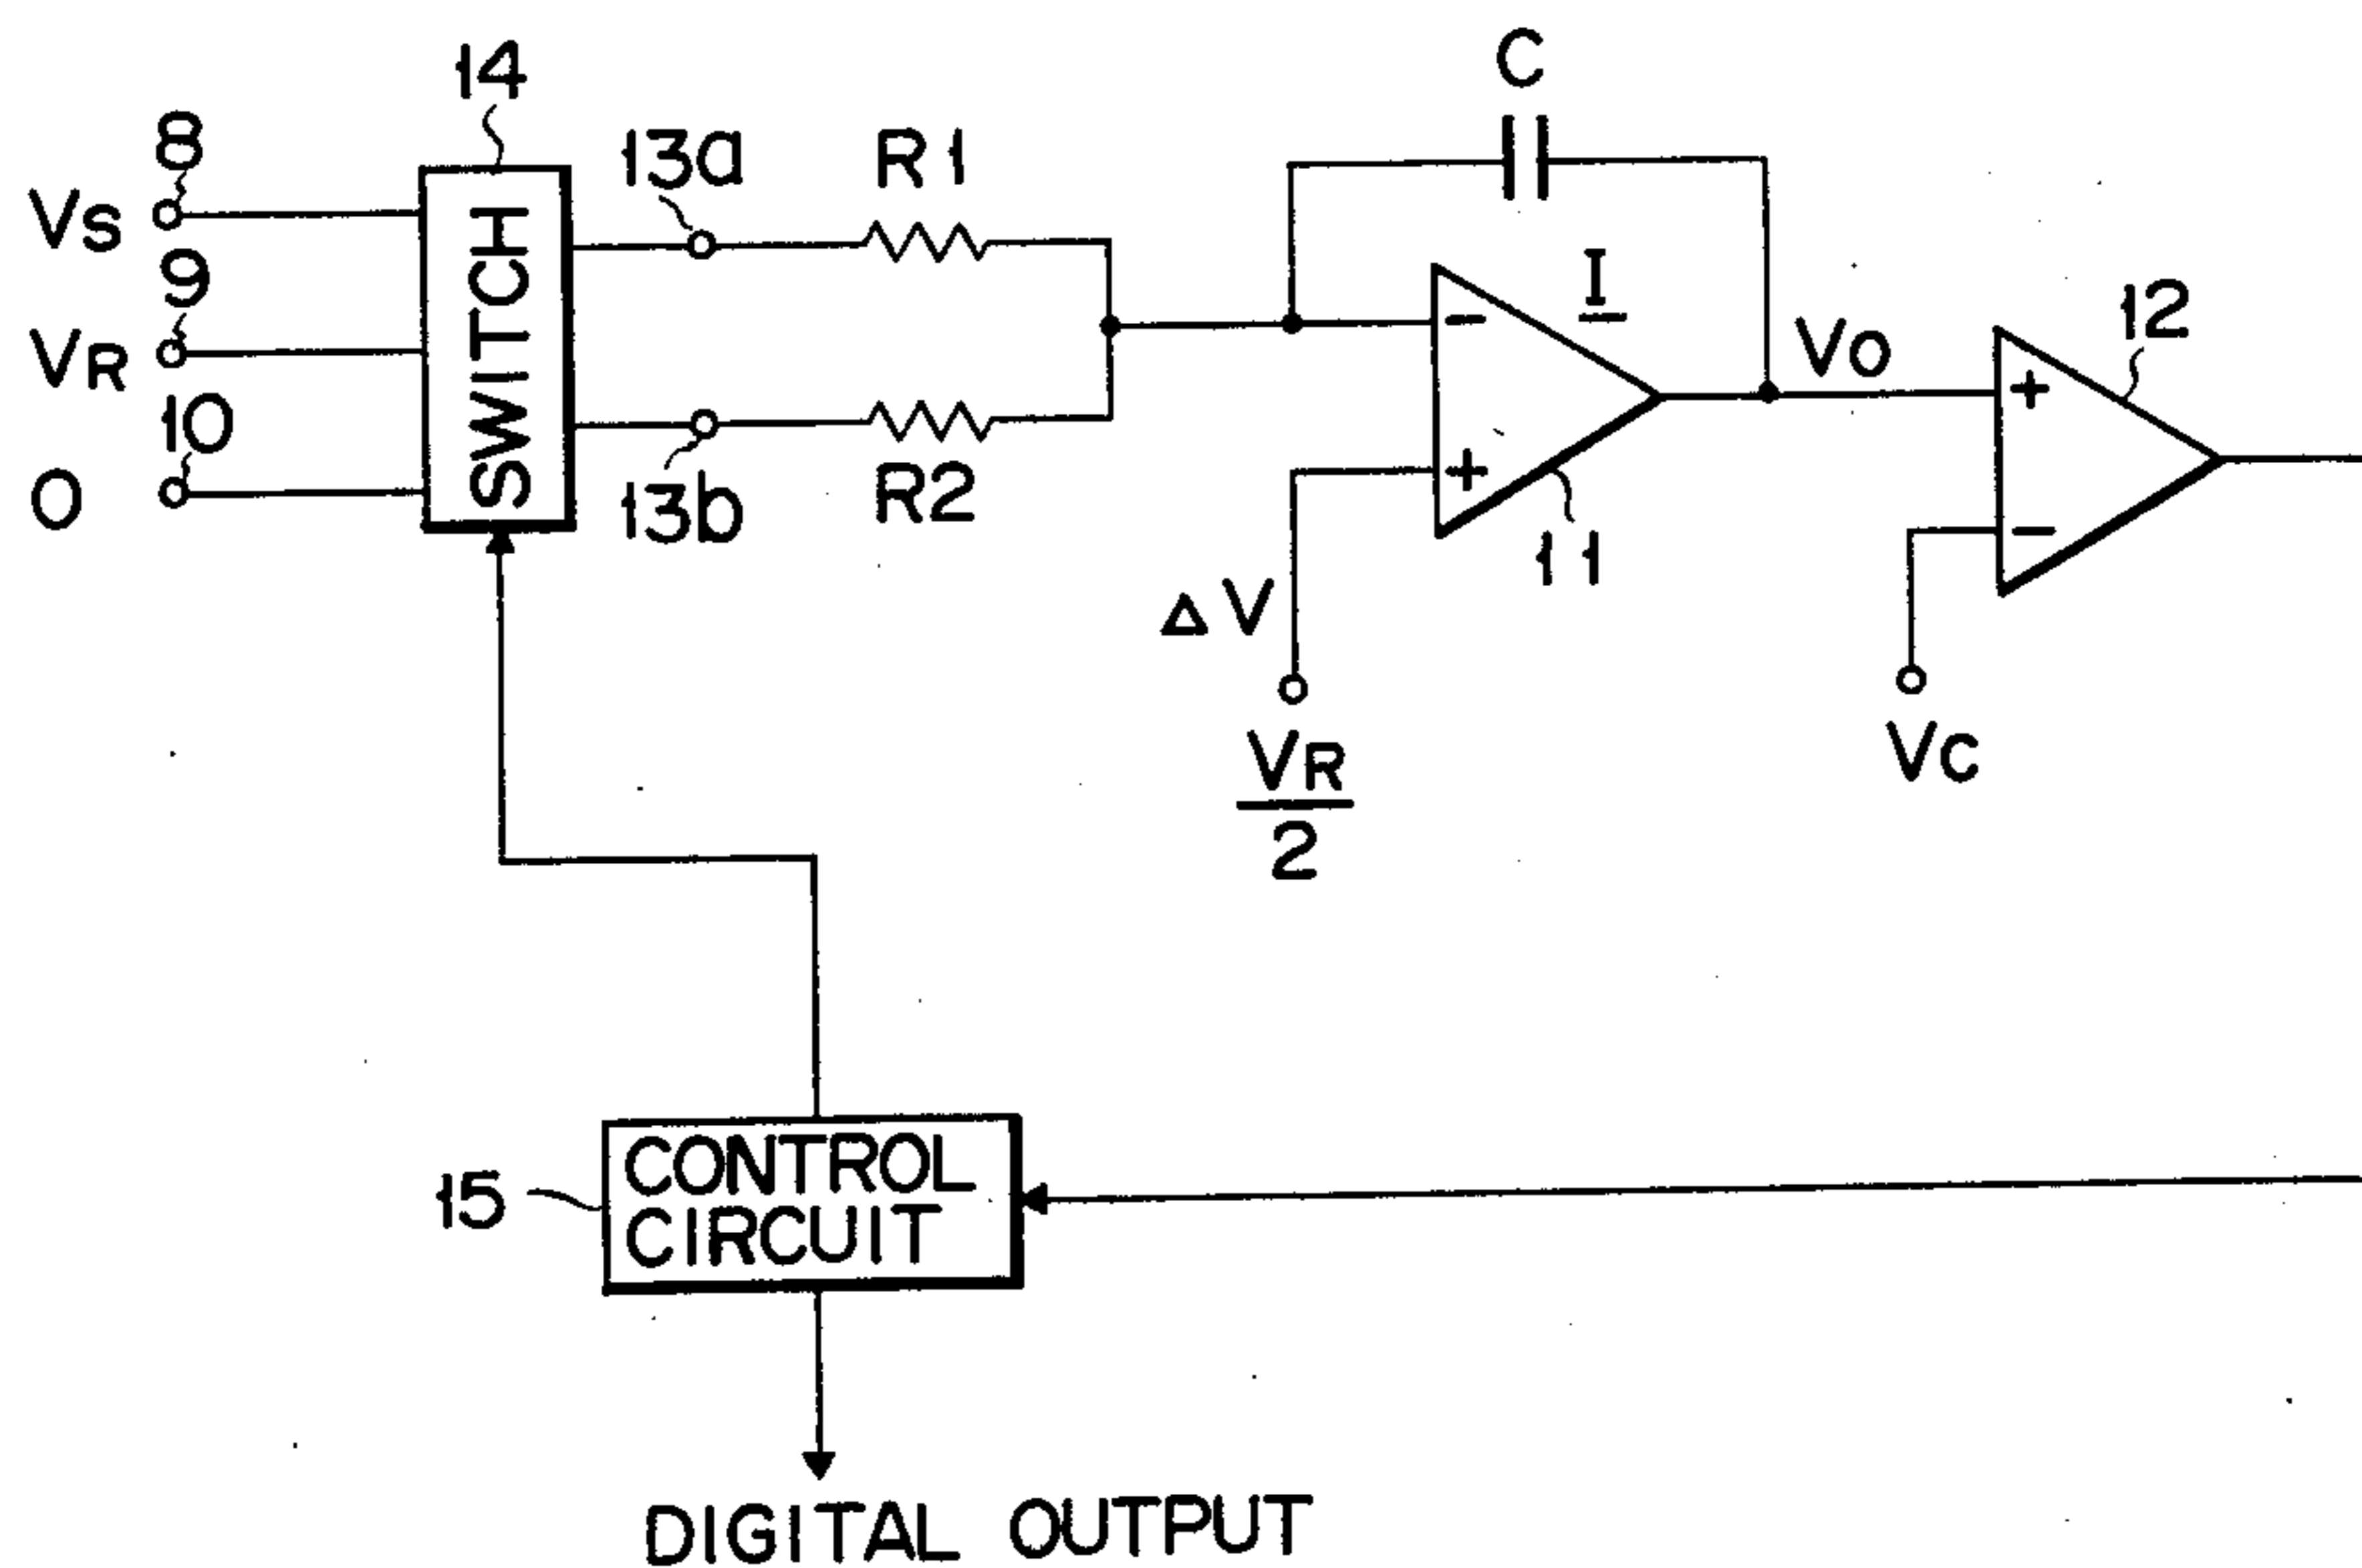 14
8
VS
9
VR
10
0
SWITCH
13a
R1
13b
R2
C
I
-
+
11
ΔV
VR
2
VO
12
+
-
VC
15
CONTROL
CIRCUIT
DIGITAL OUTPUT